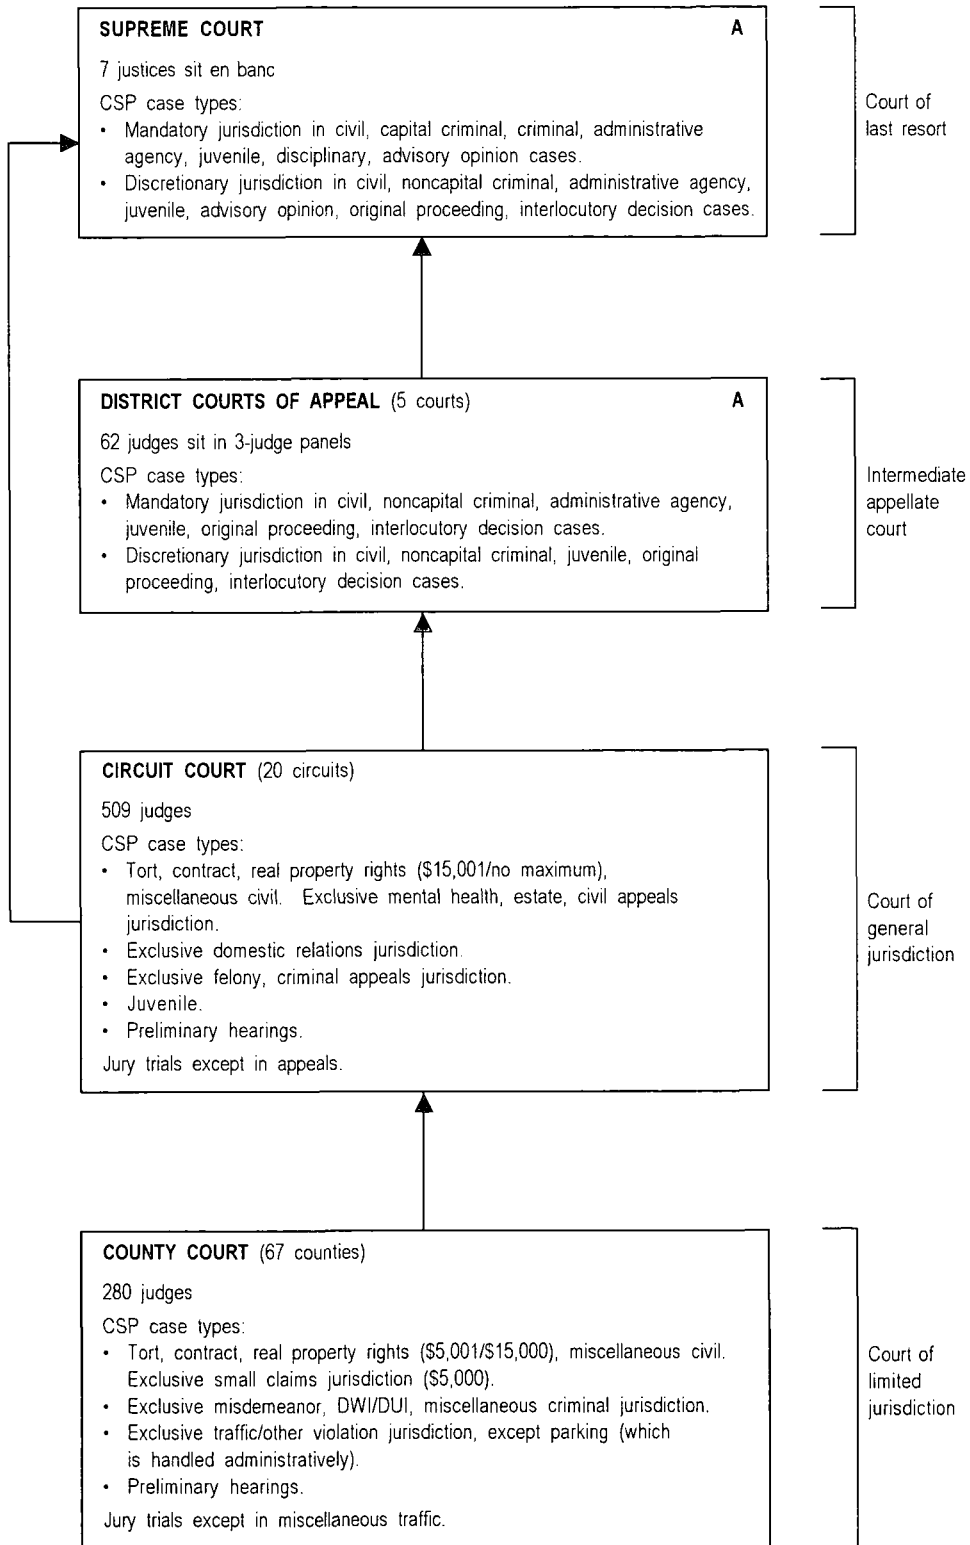 SUPREME COURT A
7 justices sit en banc
CSP case types:
• Mandatory jurisdiction in civil, capital criminal, criminal, administrative
agency, juvenile, disciplinary, advisory opinion cases.
• Discretionary jurisdiction in civil, noncapital criminal, administrative agency,
juvenile, advisory opinion, original proceeding, interlocutory decision cases.
Court of
last resort
DISTRICT COURTS OF APPEAL (5 courts) A
62 judges sit in 3-judge panels
CSP case types:
• Mandatory jurisdiction in civil, noncapital criminal, administrative agency,
juvenile, original proceeding, interlocutory decision cases.
• Discretionary jurisdiction in civil, noncapital criminal, juvenile, original
proceeding, interlocutory decision cases.
Intermediate
appellate
court
CIRCUIT COURT (20 circuits)
509 judges
CSP case types:
• Tort, contract, real property rights ($15,001/no maximum),
miscellaneous civil. Exclusive mental health, estate, civil appeals
jurisdiction.
• Exclusive domestic relations jurisdiction.
• Exclusive felony, criminal appeals jurisdiction.
• Juvenile.
• Preliminary hearings.
Jury trials except in appeals.
Court of
general
jurisdiction
COUNTY COURT (67 counties)
280 judges
CSP case types:
• Tort, contract, real property rights ($5,001/$15,000), miscellaneous civil.
Exclusive small claims jurisdiction ($5,000).
• Exclusive misdemeanor, DWI/DUI, miscellaneous criminal jurisdiction.
• Exclusive traffic/other violation jurisdiction, except parking (which
is handled administratively).
• Preliminary hearings.
Jury trials except in miscellaneous traffic.
Court of
limited
jurisdiction